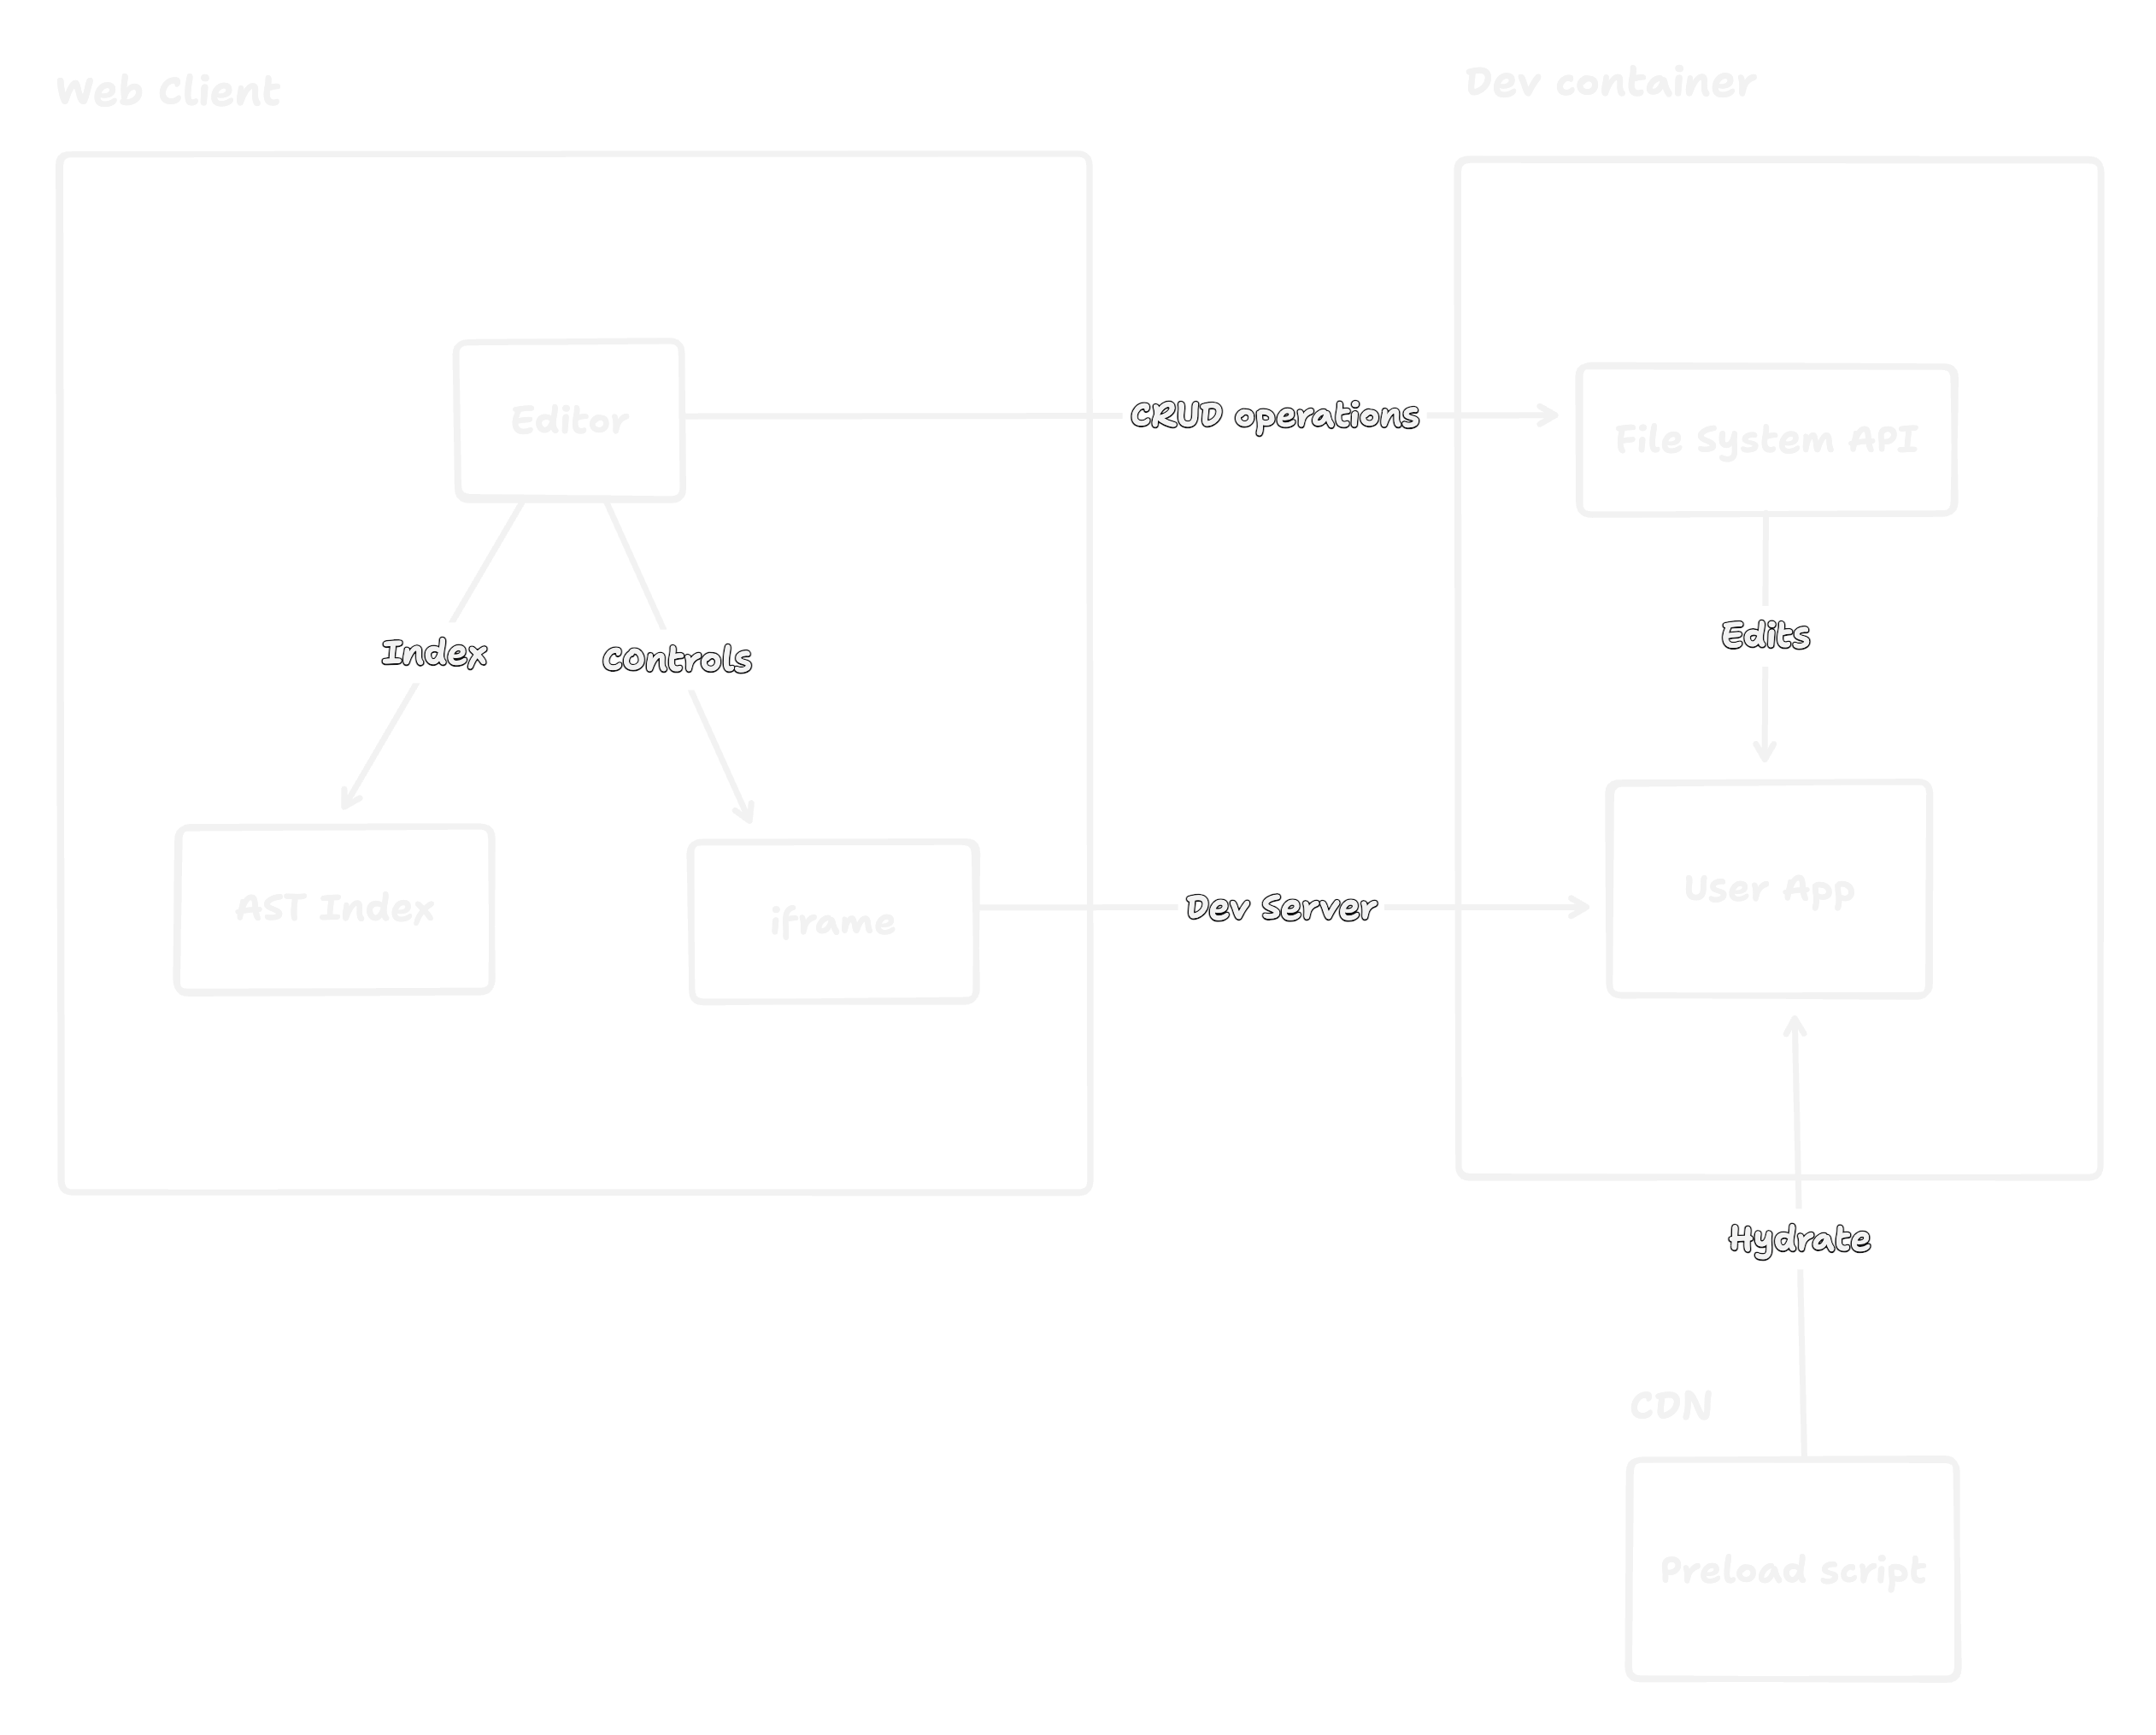 Web Client
Dev container
Editor
CRUD operations
File system API
Index
Controls
Edits
AST Index
iframe
Dev Server
User App
Hydrate
CDN
Preload script